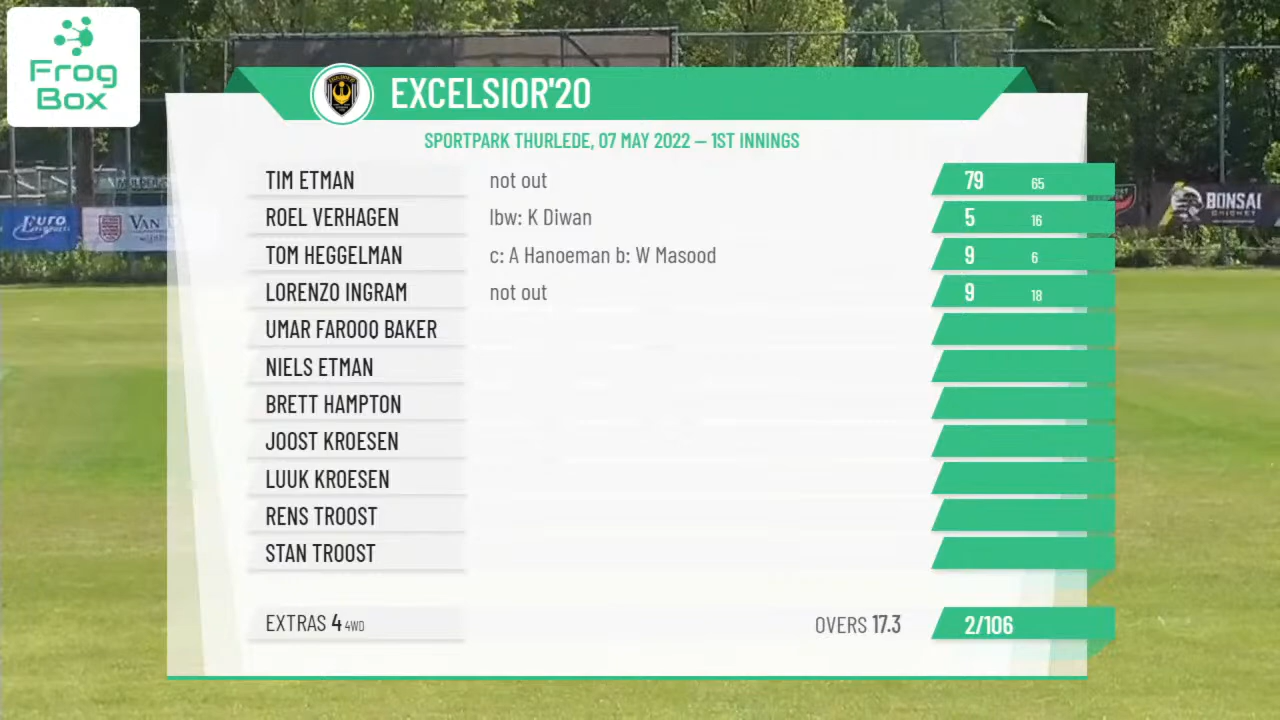 Frog
Box
EXCELSIOR'20
SPORTPARK THURLEDE, 07 MAY 2022 – 1ST INNINGS
TIM ETMAN not out 79 65
ROEL VERHAGEN lbw: K Diwan 5 16
TOM HEGGELMAN c: A Hanoeman b: W Masood 9 6
LORENZO INGRAM not out 9 18
UMAR FAROOQ BAKER
NIELS ETMAN
BRETT HAMPTON
JOOST KROESEN
LUUK KROESEN
RENS TROOST
STAN TROOST
EXTRAS 4 4WD OVERS 17.3 2/106
EURO
VAN
BONSAI
CRICKET